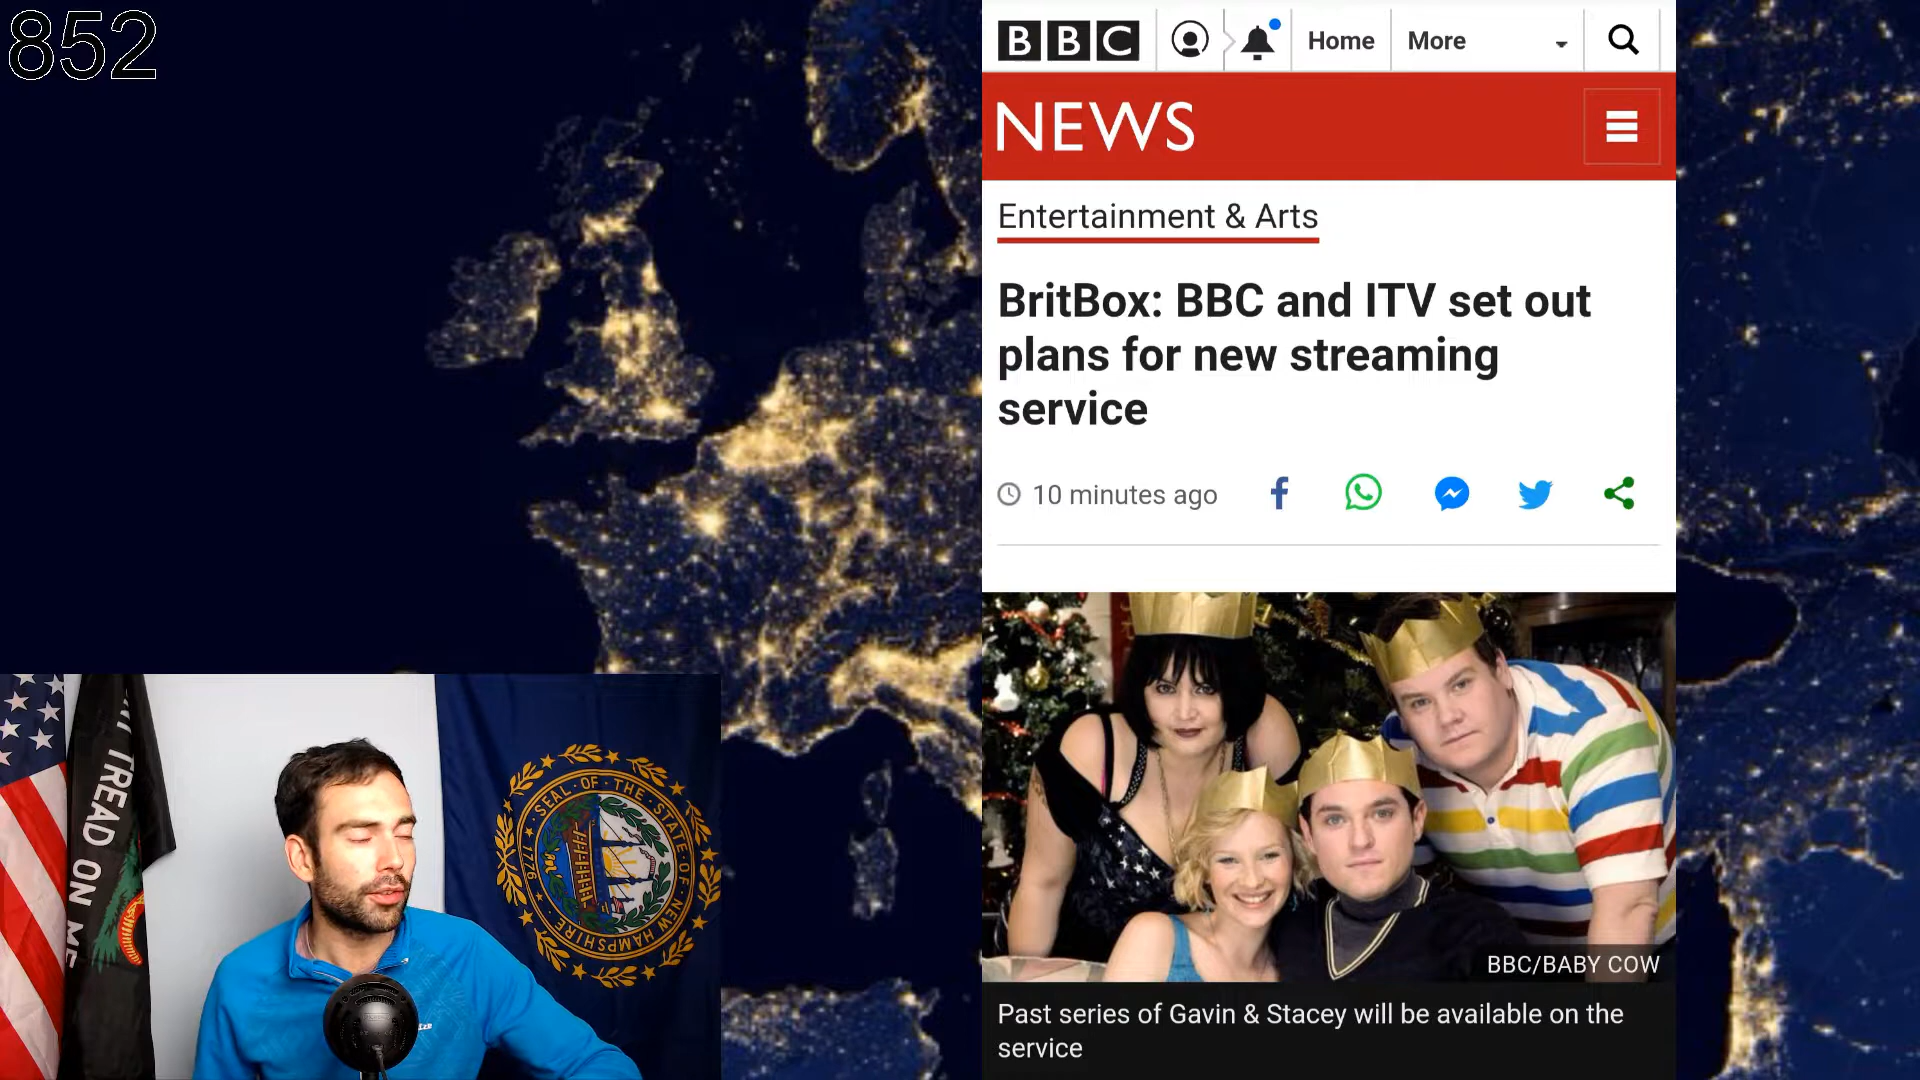 852
BBC
Home
More
NEWS
Entertainment & Arts
BritBox: BBC and ITV set out
plans for new streaming
service
10 minutes ago
BBC/BABY COW
Past series of Gavin & Stacey will be available on the
service
TREAD
ON ME
SEAL · OF · THE · STATE · OF · NEW HAMPSHIRE
1776